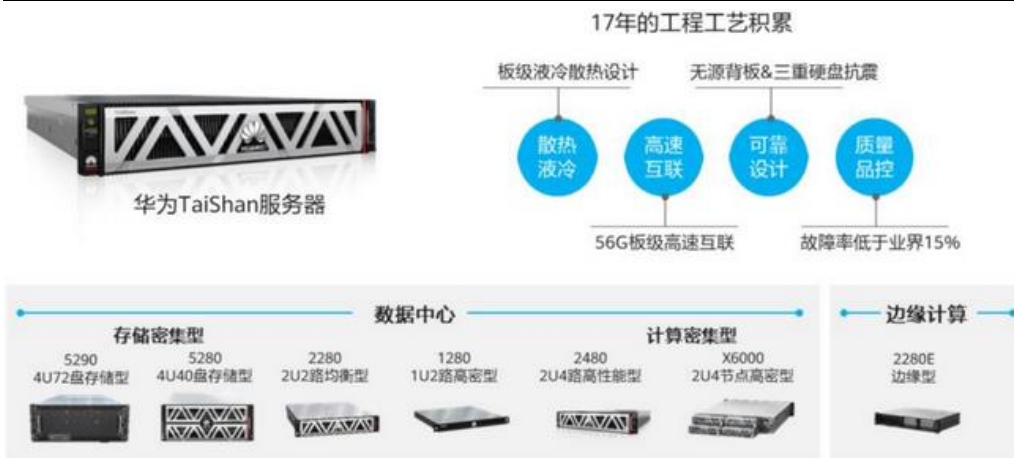 17年的工程工艺积累
板级液冷散热设计
无源背板&三重硬盘抗震
散热
液冷
高速
互联
可靠
设计
质量
品控
56G板级高速互联
故障率低于业界15%
华为TaiShan服务器
数据中心
边缘计算
存储密集型
计算密集型
5290
4U72盘存储型
5280
4U40盘存储型
2280
2U2路均衡型
1280
1U2路高密型
2480
2U4路高性能型
X6000
2U4节点高密型
2280E
边缘型